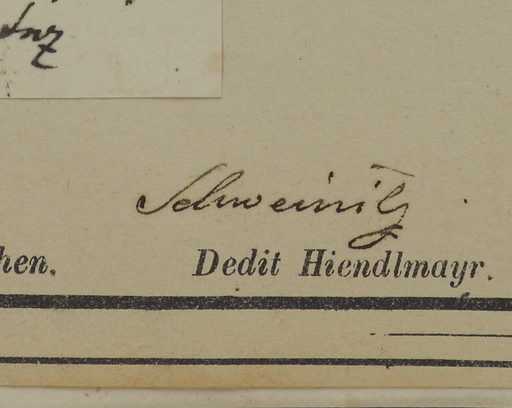 Schweinitz.
hen. Dedit Hiendlmayr.